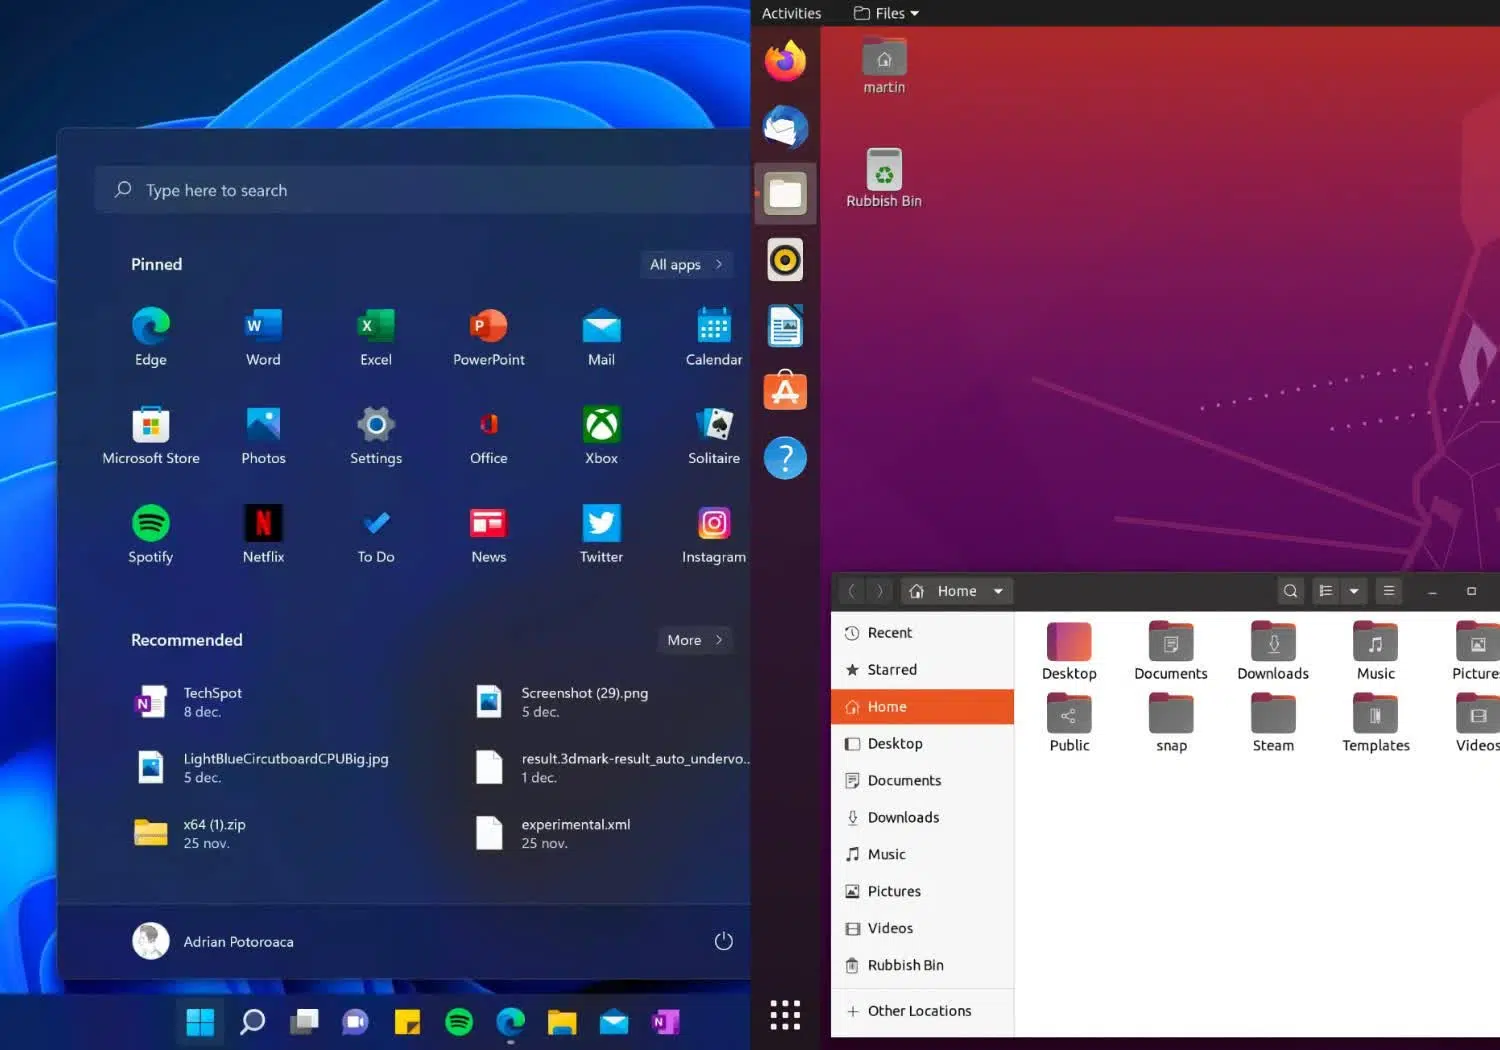 Type here to search
Pinned
All apps
Edge
Word
Excel
PowerPoint
Mail
Calendar
Microsoft Store
Photos
Settings
Office
Xbox
Solitaire
Spotify
Netflix
To Do
News
Twitter
Instagram
Recommended
More
TechSpot
8 dec.
Screenshot (29).png
5 dec.
LightBlueCircutboardCPUBig.jpg
5 dec.
result.3dmark-result_auto_undervo...
1 dec.
x64 (1).zip
25 nov.
experimental.xml
25 nov.
Adrian Potoroaca
Activities
Files
martin
Rubbish Bin
Home
Recent
Starred
Home
Desktop
Documents
Downloads
Music
Pictures
Videos
Rubbish Bin
Other Locations
Desktop
Documents
Downloads
Music
Pictures
Public
snap
Steam
Templates
Videos